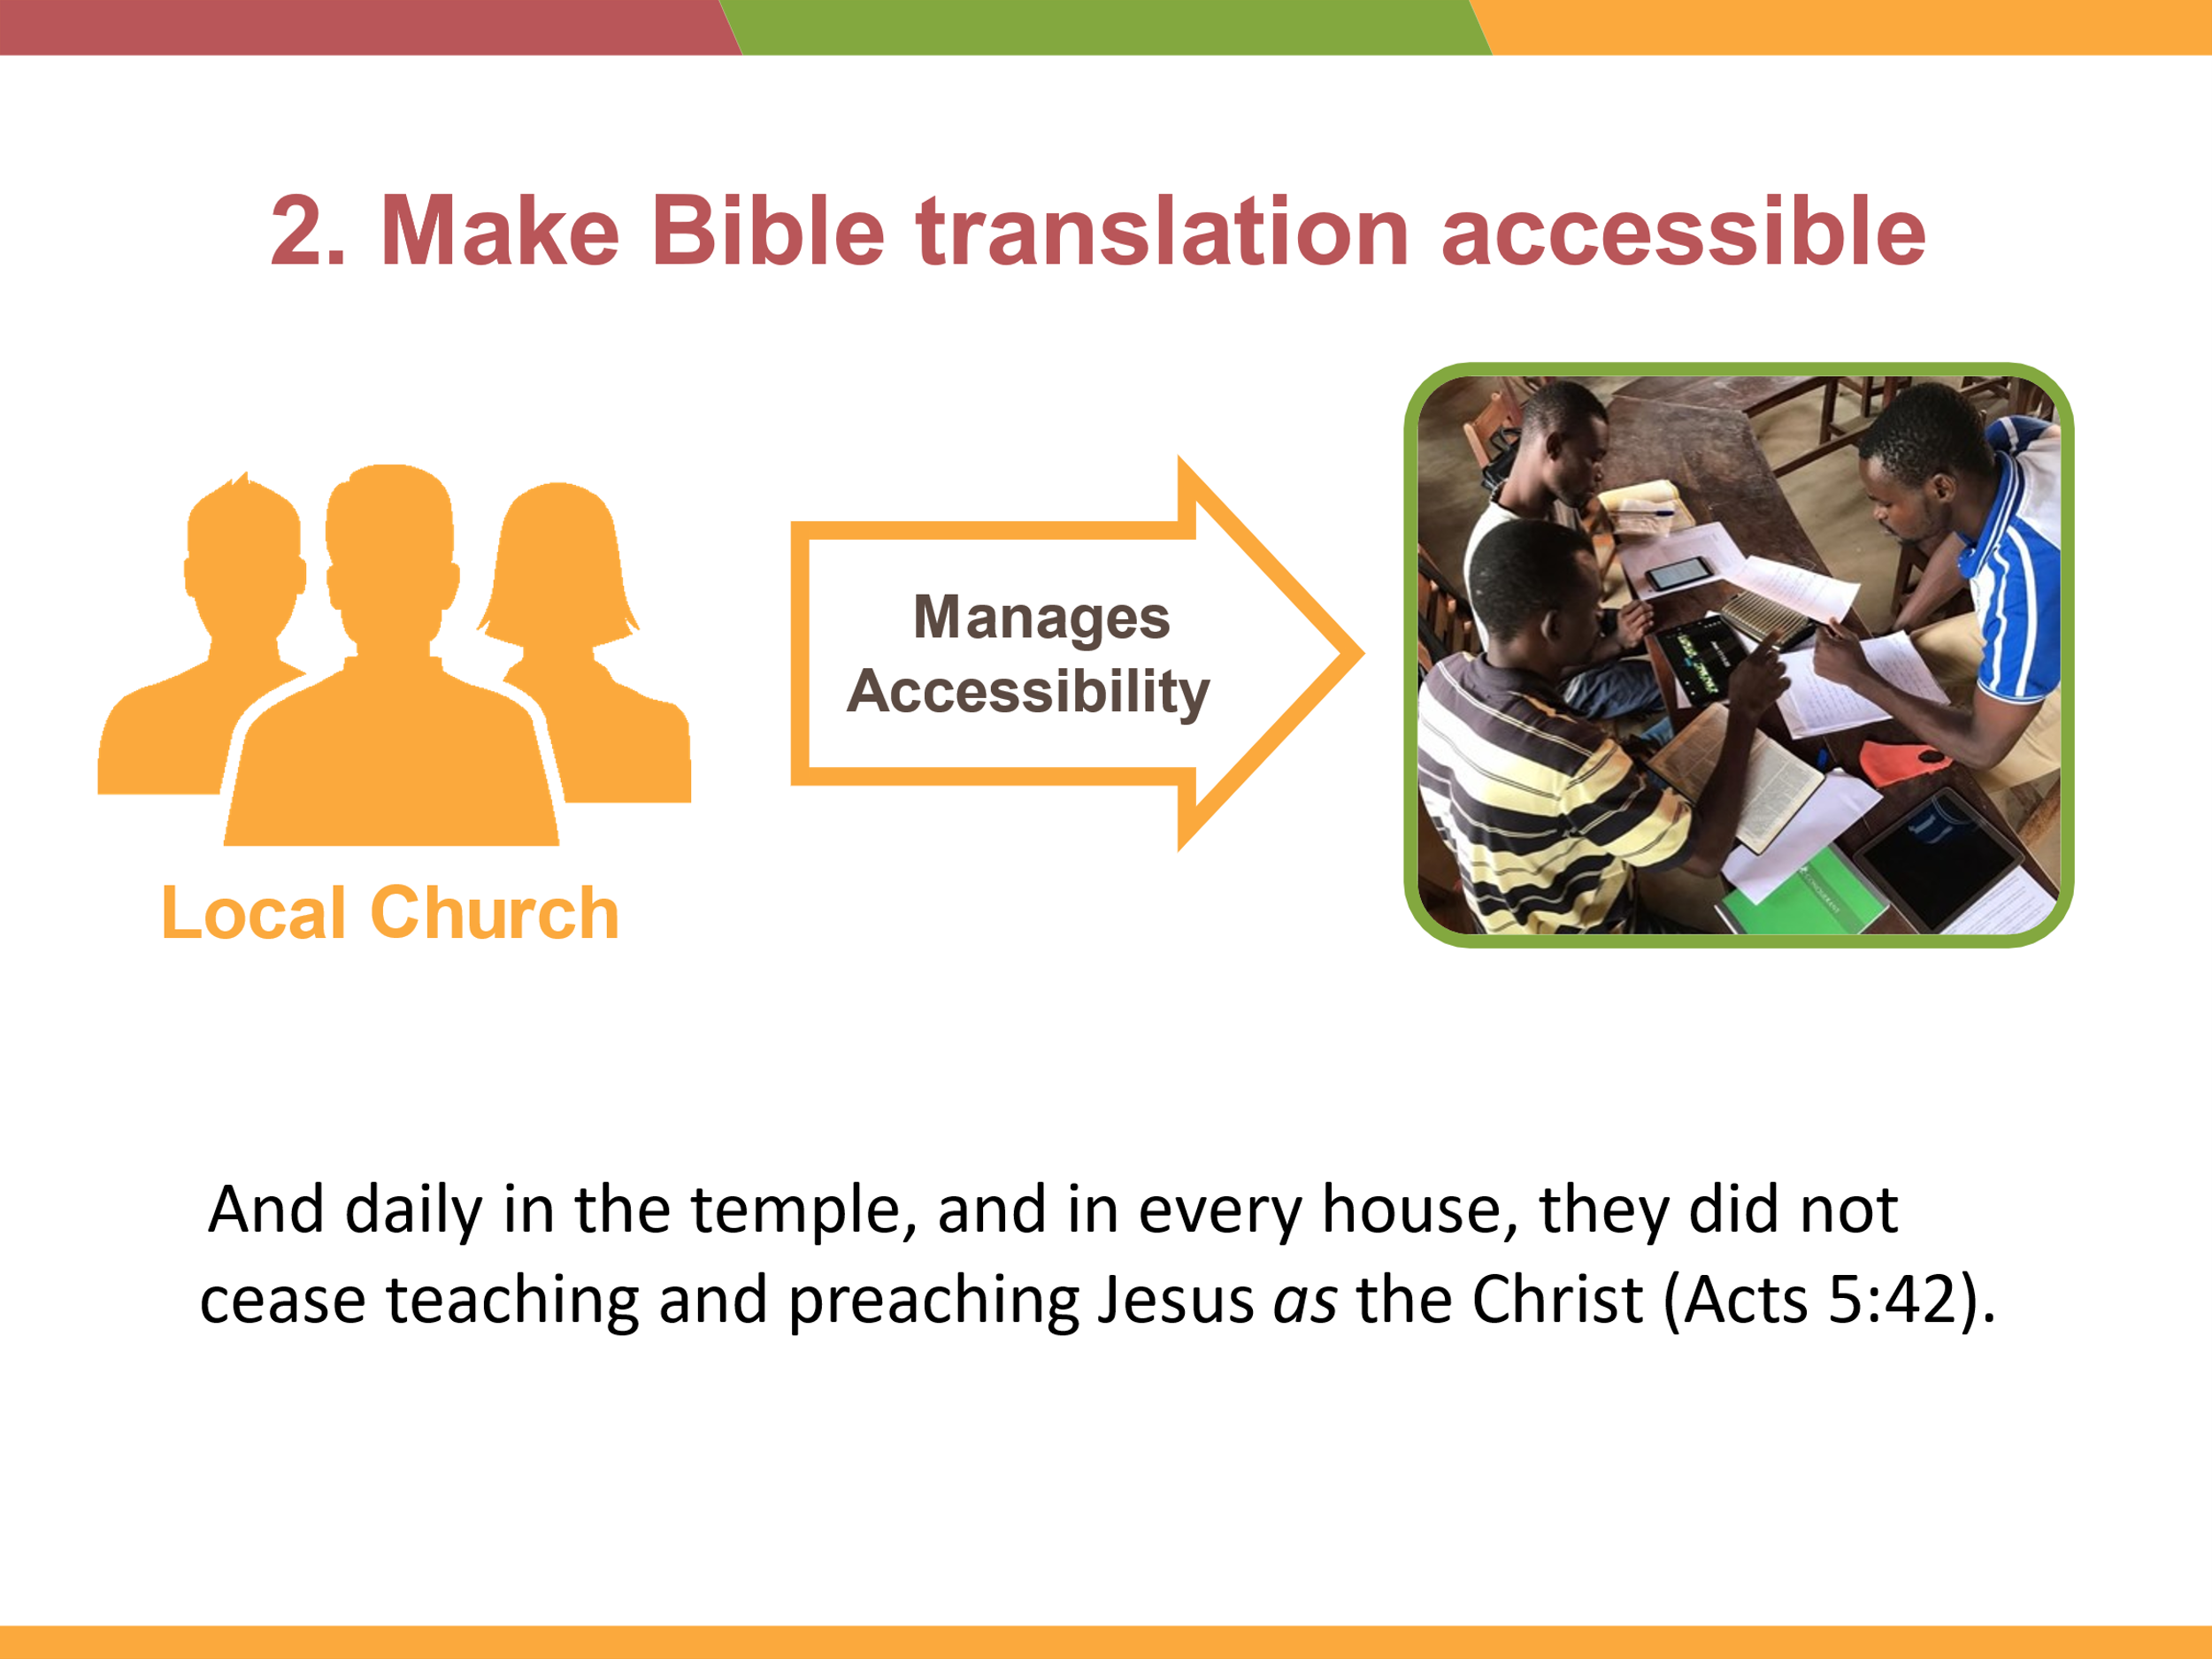 2. Make Bible translation accessible
Manages
Accessibility
Local Church
CONQUERANT
And daily in the temple, and in every house, they did not
cease teaching and preaching Jesus as the Christ (Acts 5:42).